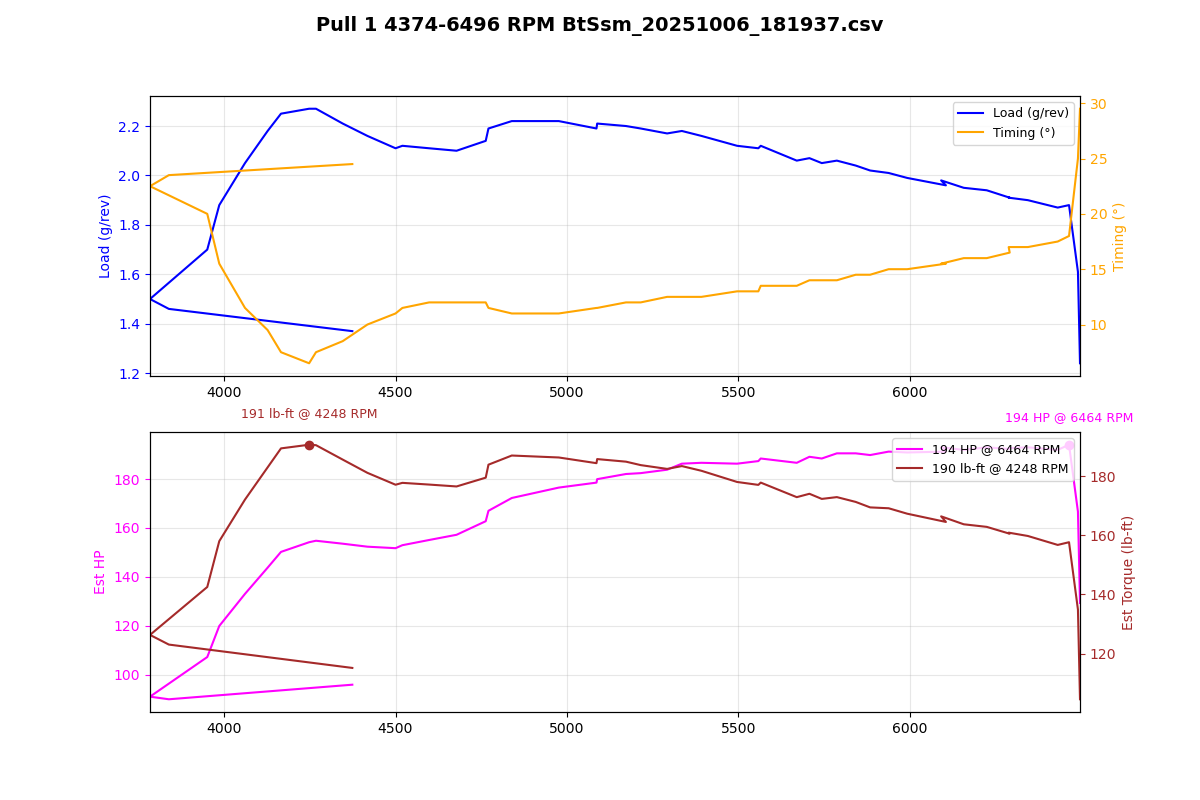 Pull 1 4374-6496 RPM BtSsm_20251006_181937.csv
Load (g/rev)
Timing (°)
2.2
2.0
1.8
1.6
1.4
1.2
Load (g/rev)
30
25
20
15
10
Timing (°)
4000 4500 5000 5500 6000
191 lb-ft @ 4248 RPM
194 HP @ 6464 RPM
194 HP @ 6464 RPM
190 lb-ft @ 4248 RPM
180
160
140
120
100
Est HP
180
160
140
120
Est Torque (lb-ft)
4000 4500 5000 5500 6000